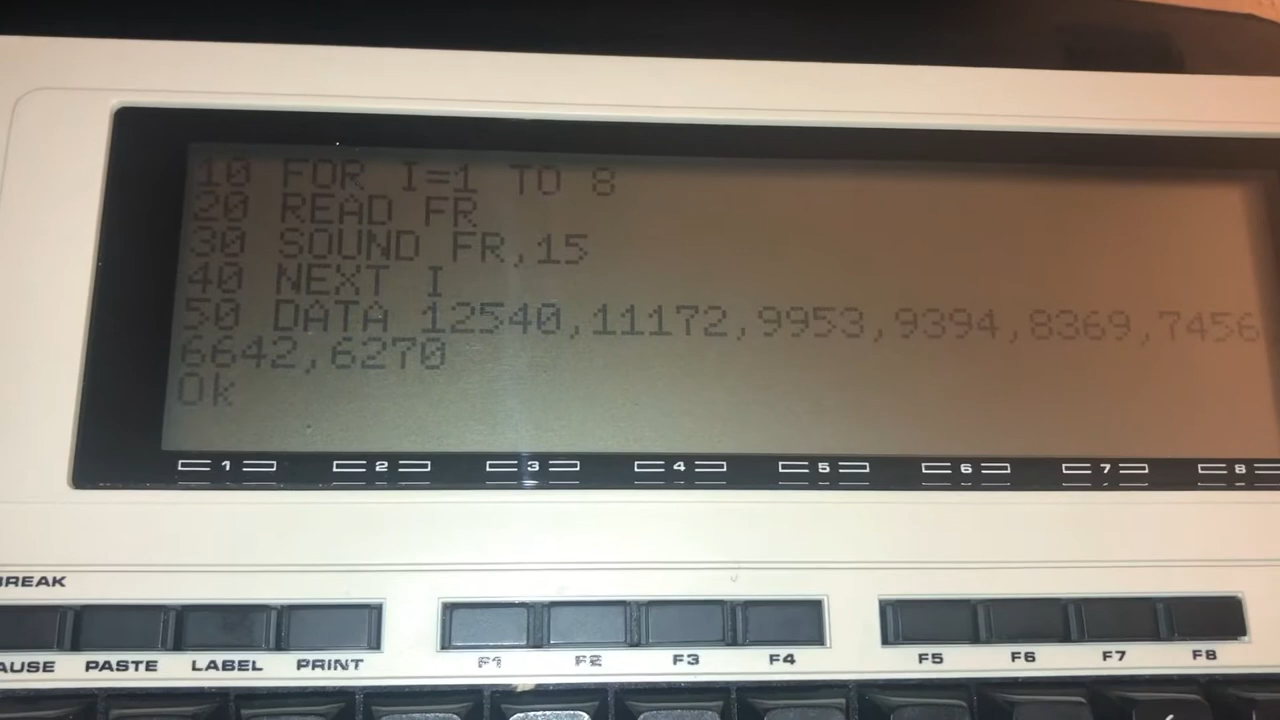 10 FOR I=1 TO 8
20 READ FR
30 SOUND FR,15
40 NEXT I
50 DATA 12540,11172,9953,9394,8369,7456
6642,6270
Ok
1 2 3 4 5 6 7 8
BREAK
AUSE PASTE LABEL PRINT F1 F2 F3 F4 F5 F6 F7 F8